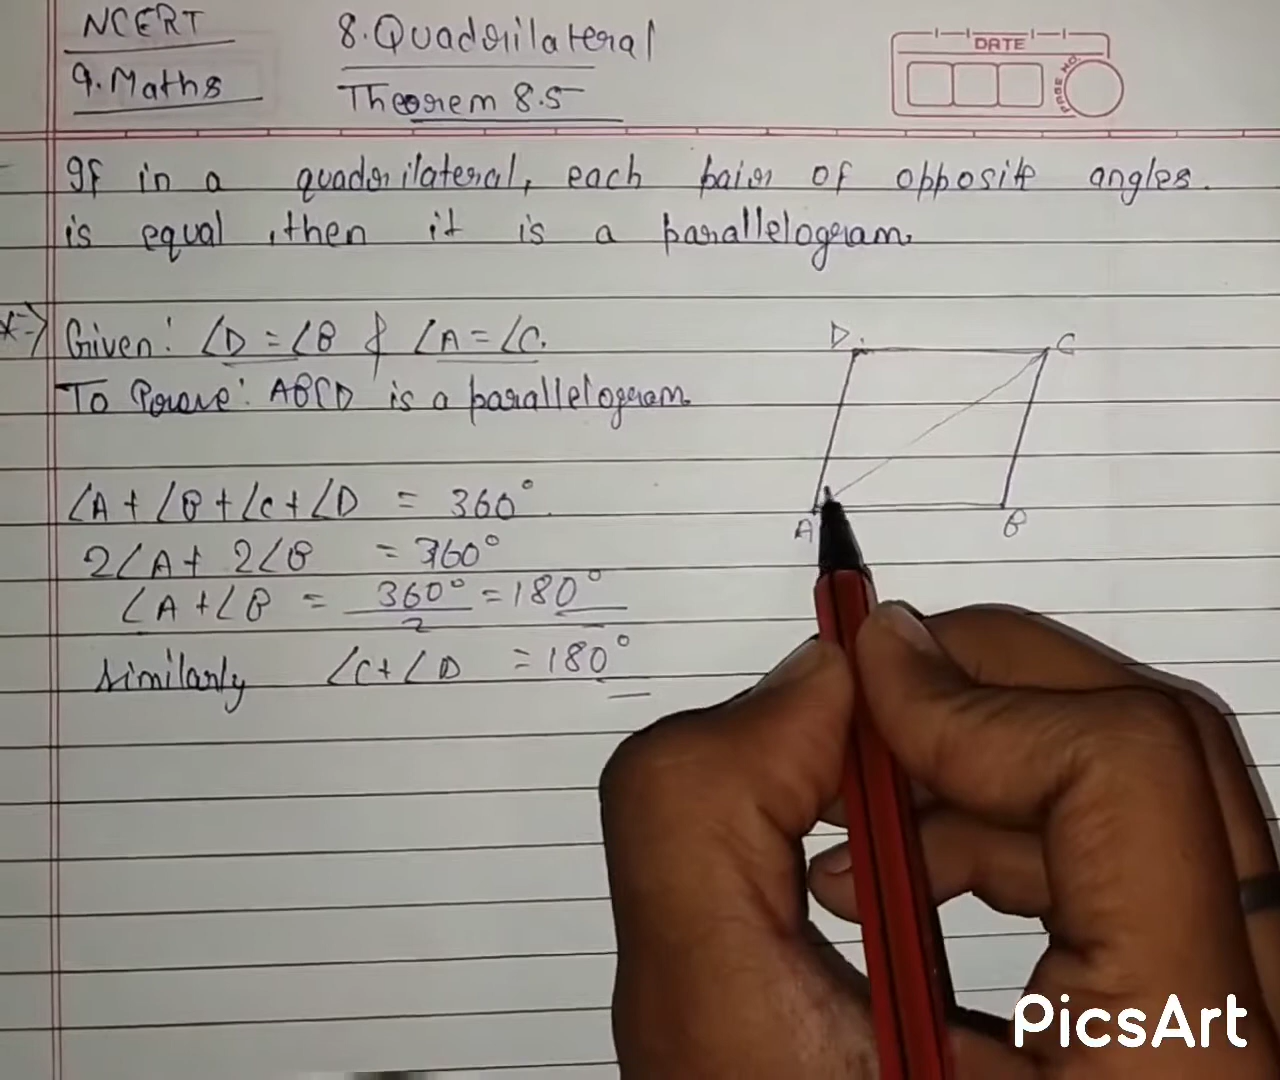 NCERT
9. Maths
8. Quadrilateral
Theorem 8.5
DATE
PAGE NO.
If in a quadrilateral, each pair of opposite angles.
is equal, then it is a parallelogram.
*⇒) Given: ∠D = ∠B & ∠A = ∠C.
To Prove: ABCD is a parallelogram.
D C
∠A + ∠B + ∠C + ∠D = 360°
A B
2∠A + 2∠B = 360°
∠A + ∠B = 360°/2 = 180°
Similarly ∠C + ∠D = 180°
PicsArt